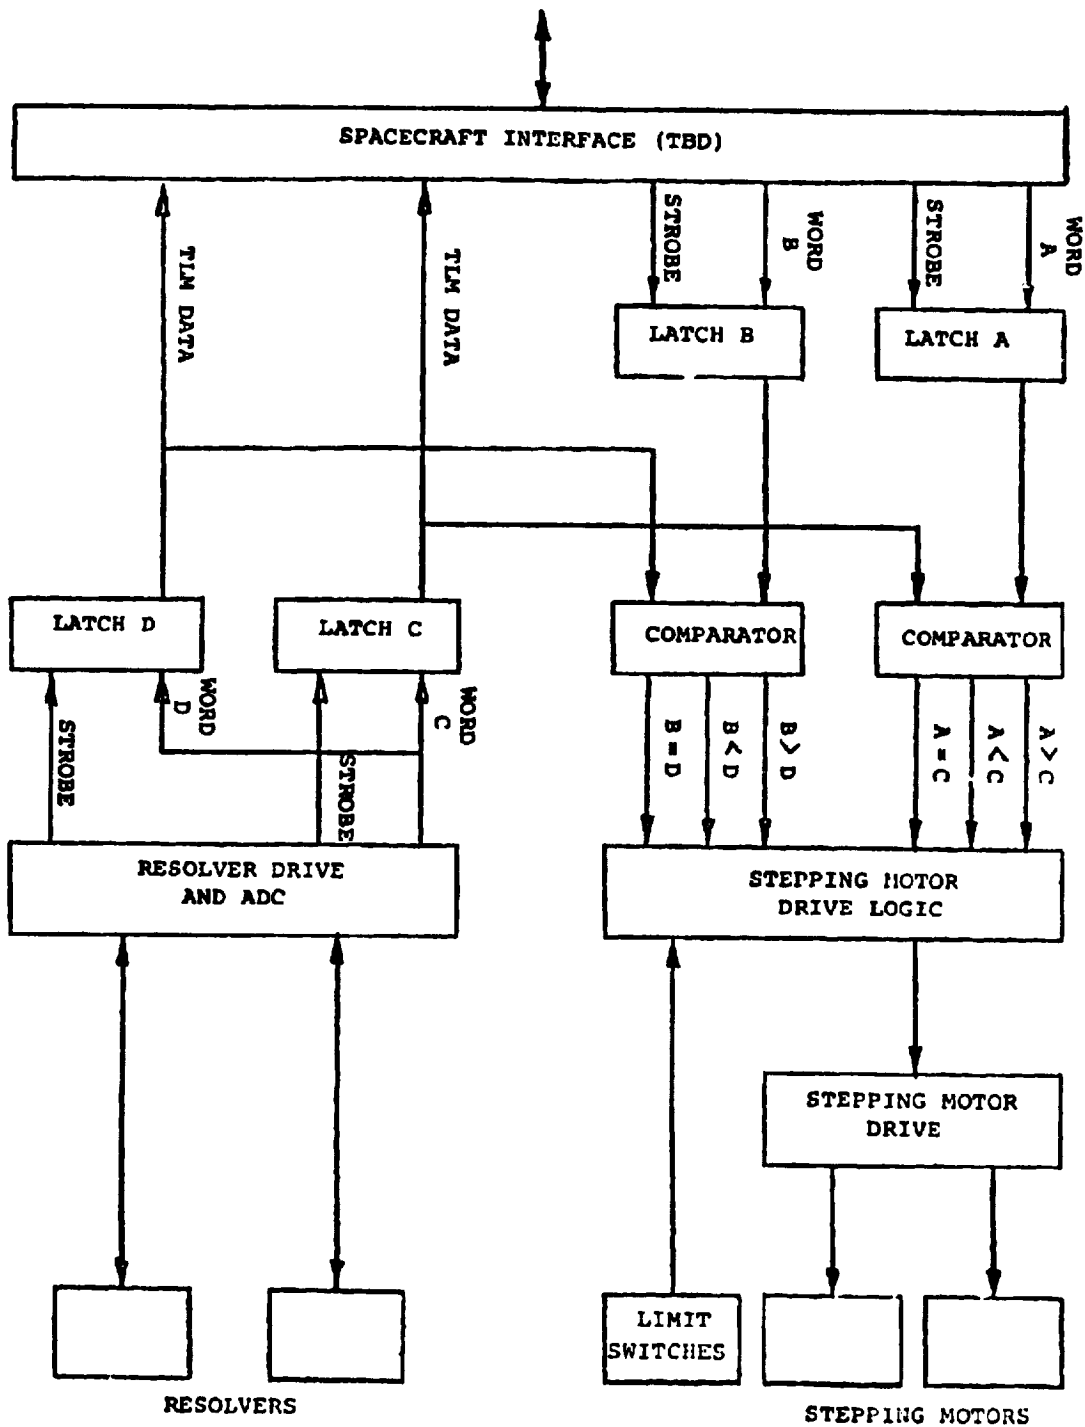 SPACECRAFT INTERFACE (TBD)
TLM DATA
TLM DATA
STROBE
WORD
B
STROBE
WORD
A
LATCH B
LATCH A
LATCH D
LATCH C
COMPARATOR
COMPARATOR
STROBE
WORD
D
STROBE
WORD
C
B = D
B < D
B > D
A = C
A < C
A > C
RESOLVER DRIVE
AND ADC
STEPPING MOTOR
DRIVE LOGIC
STEPPING MOTOR
DRIVE
LIMIT
SWITCHES
RESOLVERS
STEPPING MOTORS